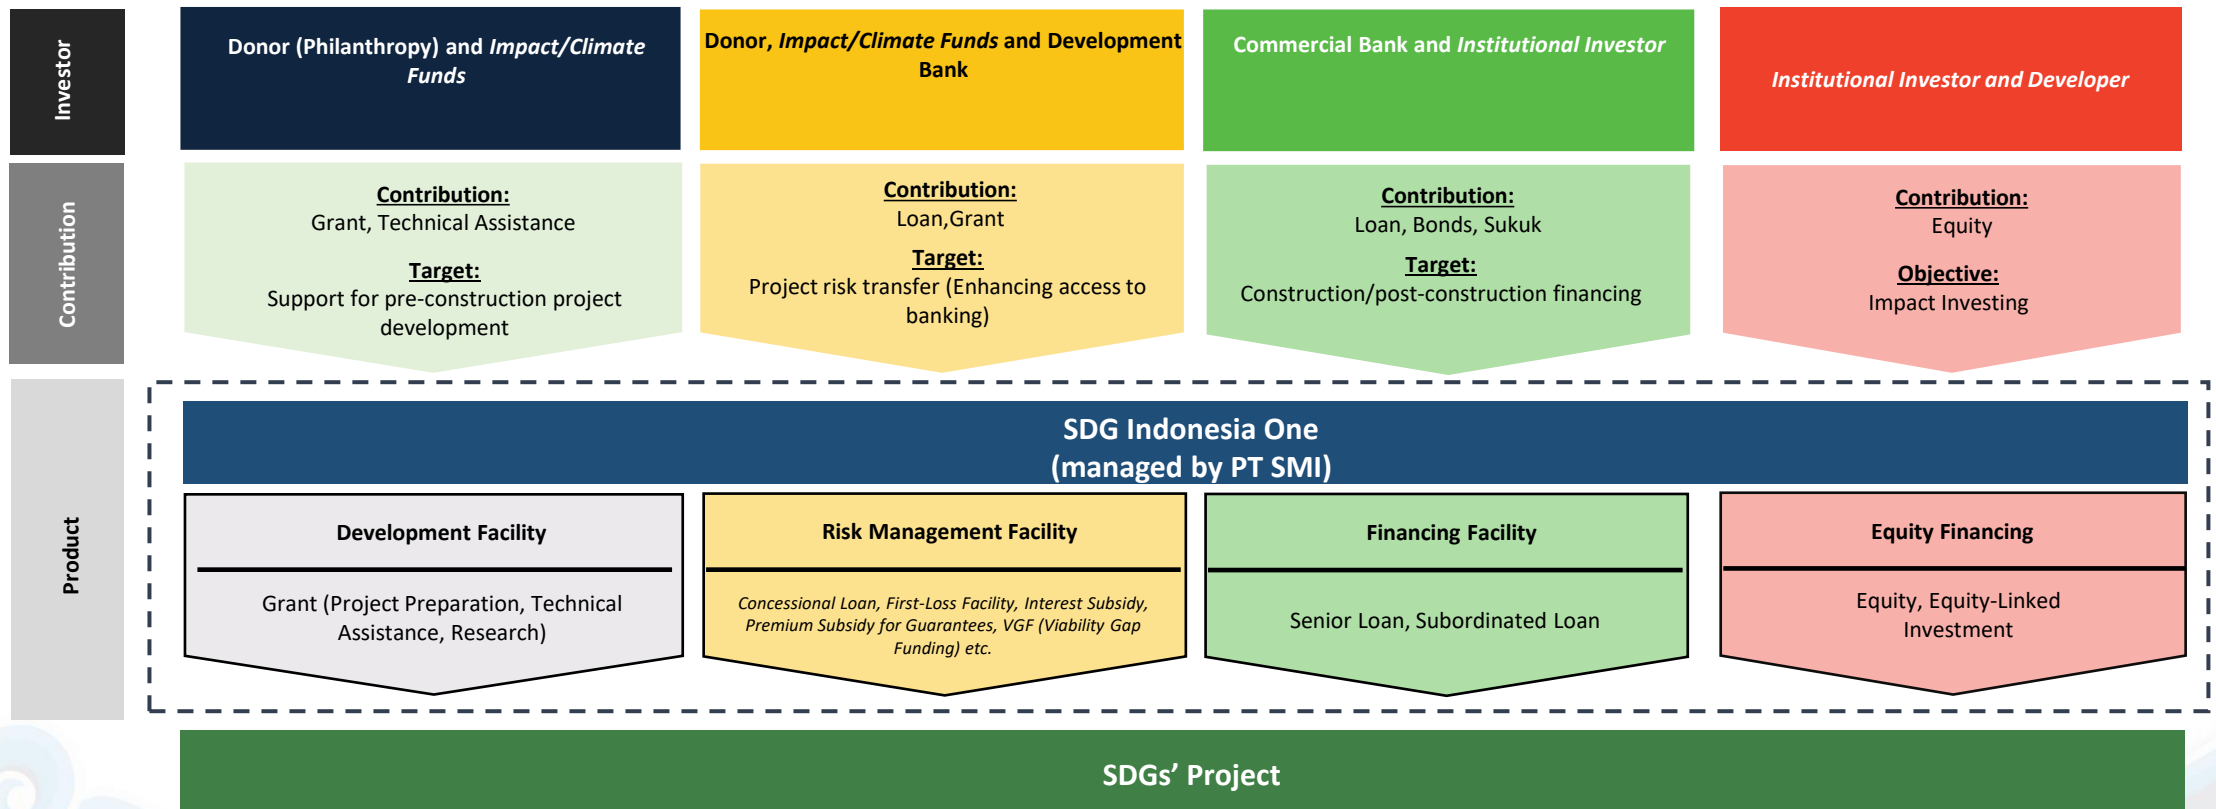 Investor
Donor (Philanthropy) and Impact/Climate
Funds
Donor, Impact/Climate Funds and Development
Bank
Commercial Bank and Institutional Investor
Institutional Investor and Developer
Contribution
Contribution:
Grant, Technical Assistance
Target:
Support for pre-construction project
development
Contribution:
Loan,Grant
Target:
Project risk transfer (Enhancing access to
banking)
Contribution:
Loan, Bonds, Sukuk
Target:
Construction/post-construction financing
Contribution:
Equity
Objective:
Impact Investing
Product
SDG Indonesia One
(managed by PT SMI)
Development Facility
Grant (Project Preparation, Technical
Assistance, Research)
Risk Management Facility
Concessional Loan, First-Loss Facility, Interest Subsidy,
Premium Subsidy for Guarantees, VGF (Viability Gap
Funding) etc.
Financing Facility
Senior Loan, Subordinated Loan
Equity Financing
Equity, Equity-Linked
Investment
SDGs’ Project